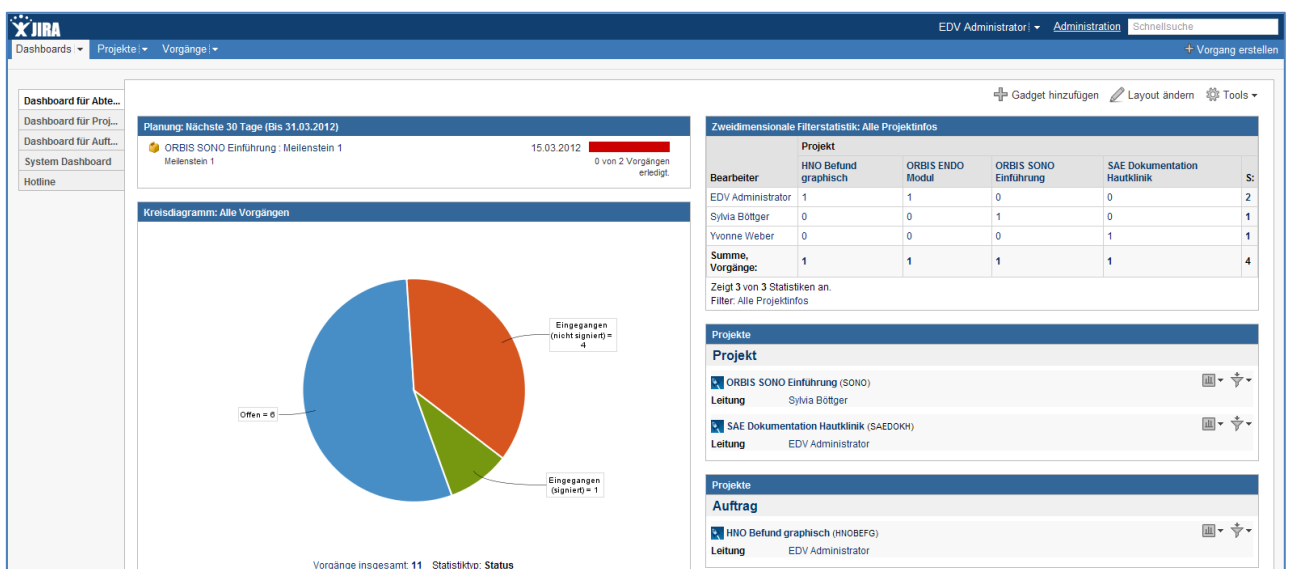 JIRA
EDV Administrator
Administration
Schnellsuche
Dashboards
Projekte
Vorgänge
+ Vorgang erstellen
Gadget hinzufügen
Layout ändern
Tools
Dashboard für Abte...
Dashboard für Proj...
Dashboard für Auft...
System Dashboard
Hotline
Planung: Nächste 30 Tage (Bis 31.03.2012)
ORBIS SONO Einführung : Meilenstein 1
15.03.2012
Meilenstein 1
0 von 2 Vorgängen
erledigt.
Kreisdiagramm: Alle Vorgängen
Eingegangen
(nicht signiert) =
4
Offen = 6
Eingegangen
(signiert) = 1
Vorgänge insgesamt: 11 Statistiktyp: Status
Zweidimensionale Filterstatistik: Alle Projektinfos
Projekt
Bearbeiter HNO Befund graphisch ORBIS ENDO Modul ORBIS SONO Einführung SAE Dokumentation Hautklinik S:
EDV Administrator 1 1 0 0 2
Sylvia Böttger 0 0 1 0 1
Yvonne Weber 0 0 0 1 1
Summe, Vorgänge: 1 1 1 1 4
Zeigt 3 von 3 Statistiken an.
Filter: Alle Projektinfos
Projekte
Projekt
ORBIS SONO Einführung (SONO)
Leitung Sylvia Böttger
SAE Dokumentation Hautklinik (SAEDOKH)
Leitung EDV Administrator
Projekte
Auftrag
HNO Befund graphisch (HNOBEFG)
Leitung EDV Administrator